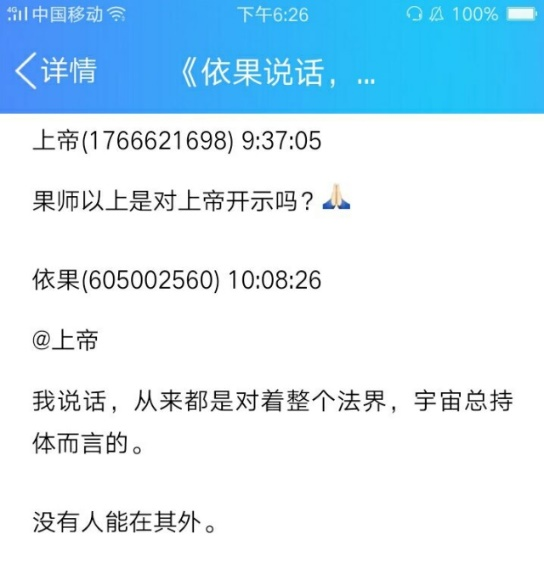 4G 中国移动 下午6:26 100%
详情 《依果说话，...
上帝(1766621698) 9:37:05
果师以上是对上帝开示吗？🙏🏻
依果(605002560) 10:08:26
@上帝
我说话，从来都是对着整个法界，宇宙总持
体而言的。
没有人能在其外。